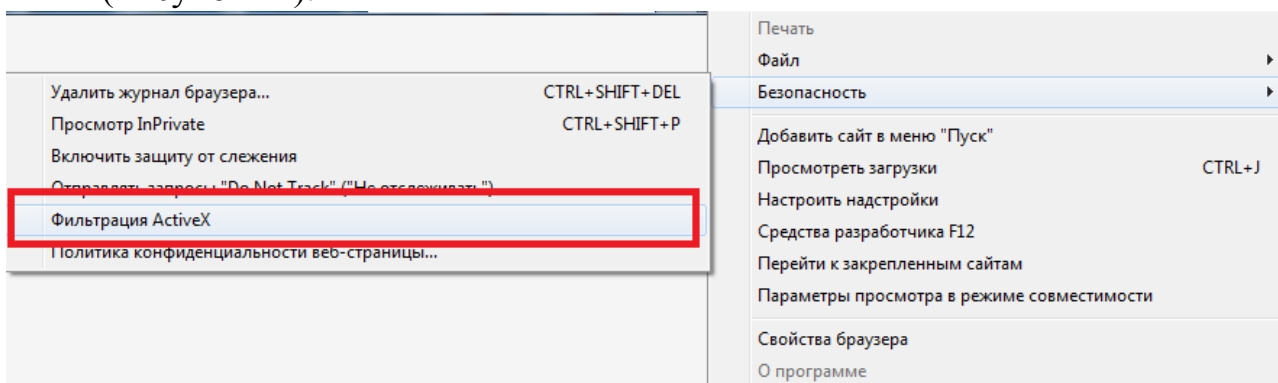 Печать
Файл
Безопасность
Добавить сайт в меню "Пуск"
Просмотреть загрузки CTRL+J
Настроить надстройки
Средства разработчика F12
Перейти к закрепленным сайтам
Параметры просмотра в режиме совместимости
Свойства браузера
О программе
Удалить журнал браузера... CTRL+SHIFT+DEL
Просмотр InPrivate CTRL+SHIFT+P
Включить защиту от слежения
Отправлять запросы "Do Not Track" ("Не отслеживать")
Фильтрация ActiveX
Политика конфиденциальности веб-страницы...